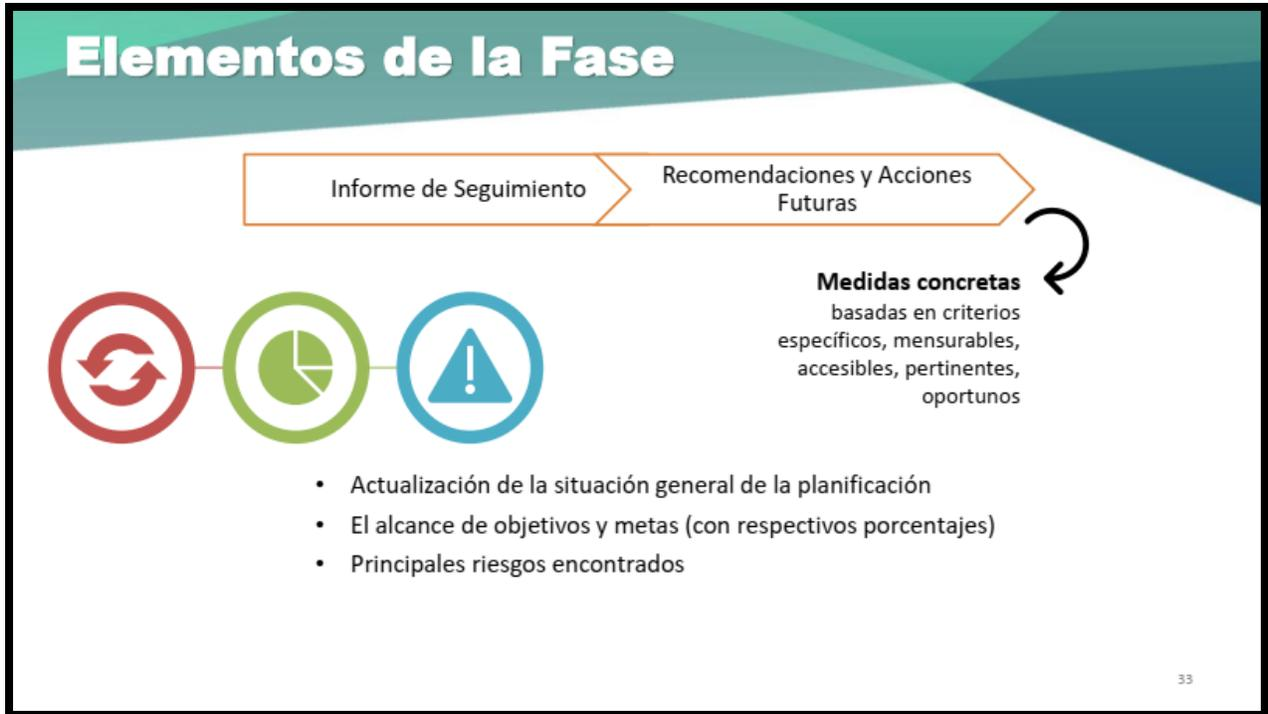 Elementos de la Fase
Informe de Seguimiento
Recomendaciones y Acciones
Futuras
Medidas concretas
basadas en criterios
específicos, mensurables,
accesibles, pertinentes,
oportunos
• Actualización de la situación general de la planificación
• El alcance de objetivos y metas (con respectivos porcentajes)
• Principales riesgos encontrados
33